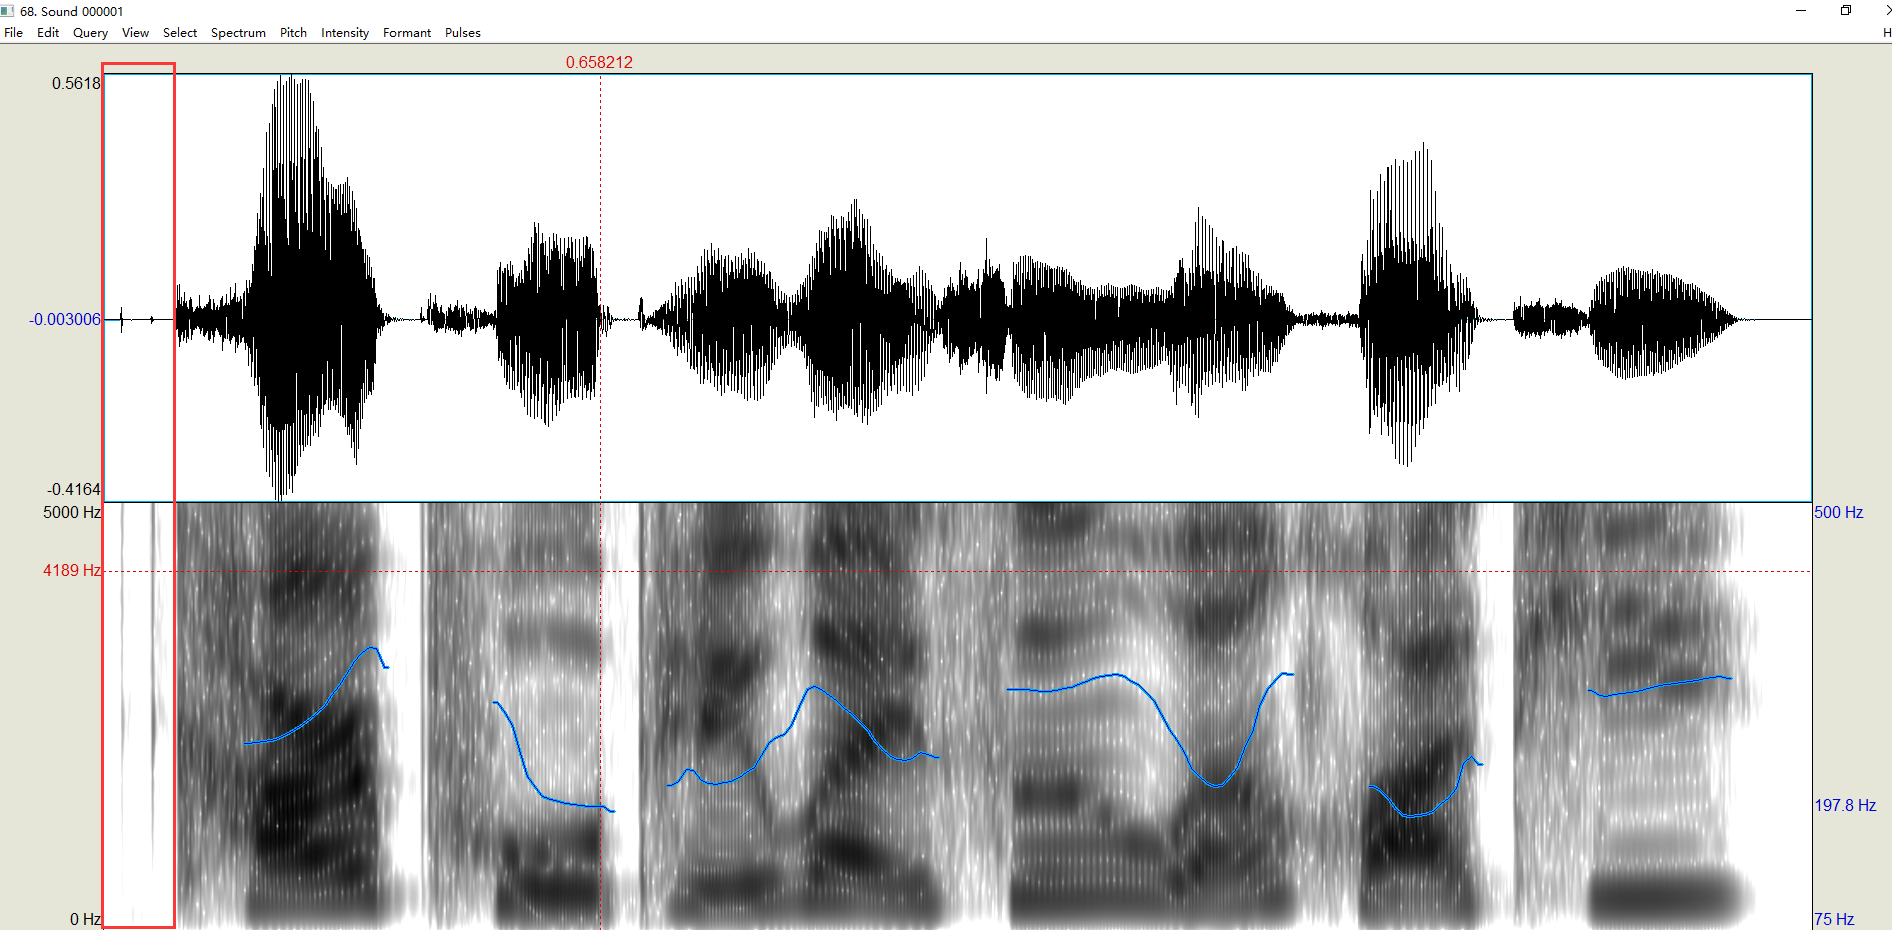 68. Sound 000001
File Edit Query View Select Spectrum Pitch Intensity Formant Pulses H
0.658212
0.5618
-0.003006
-0.4164
5000 Hz
500 Hz
4189 Hz
197.8 Hz
0 Hz
75 Hz